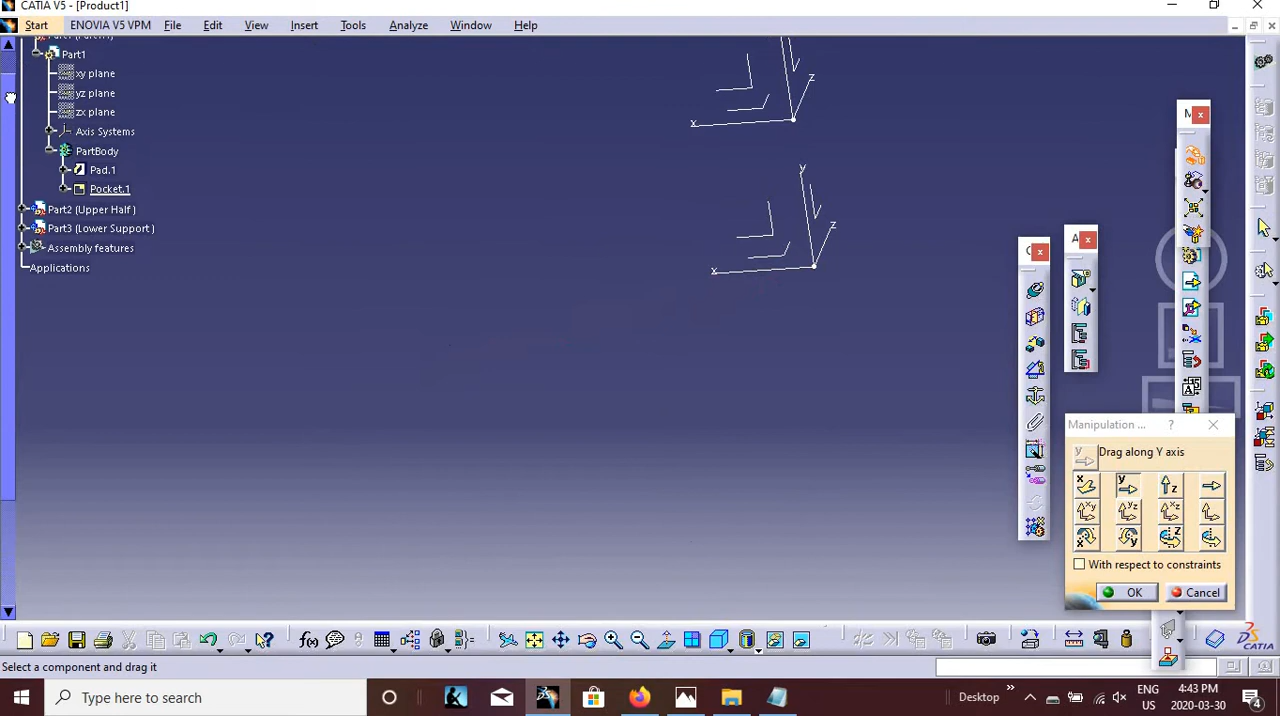 CATIA V5 - [Product1]
Start ENOVIA V5 VPM File Edit View Insert Tools Analyze Window Help
Part1
xy plane
yz plane
zx plane
Axis Systems
PartBody
Pad.1
Pocket.1
Part2 (Upper Half )
Part3 (Lower Support )
Assembly features
Applications
z
x
y
z
x
M
A
Manipulation ... ?
Drag along Y axis
With respect to constraints
OK Cancel
Select a component and drag it
CATIA
Type here to search
Desktop
ENG
US
4:43 PM
2020-03-30
4